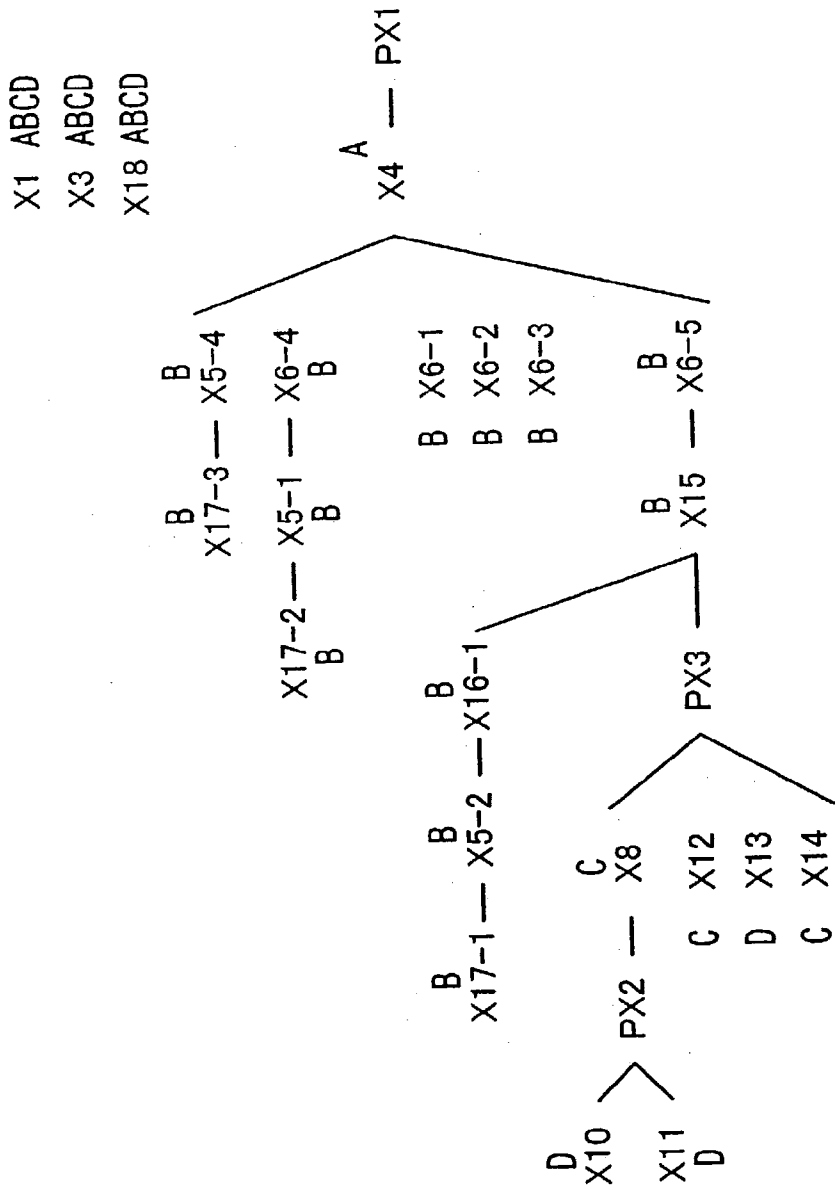 X1 ABCD
X3 ABCD
X18 ABCD
A
X4 — PX1
B B
X17-3 — X5-4
X17-2 — X5-1 — X6-4
B B B
B X6-1
B X6-2
B X6-3
B B
X15 — X6-5
B B B
X17-1 — X5-2 — X16-1
PX3
C
PX2 — X8
C X12
D X13
C X14
D
X10
X11
D